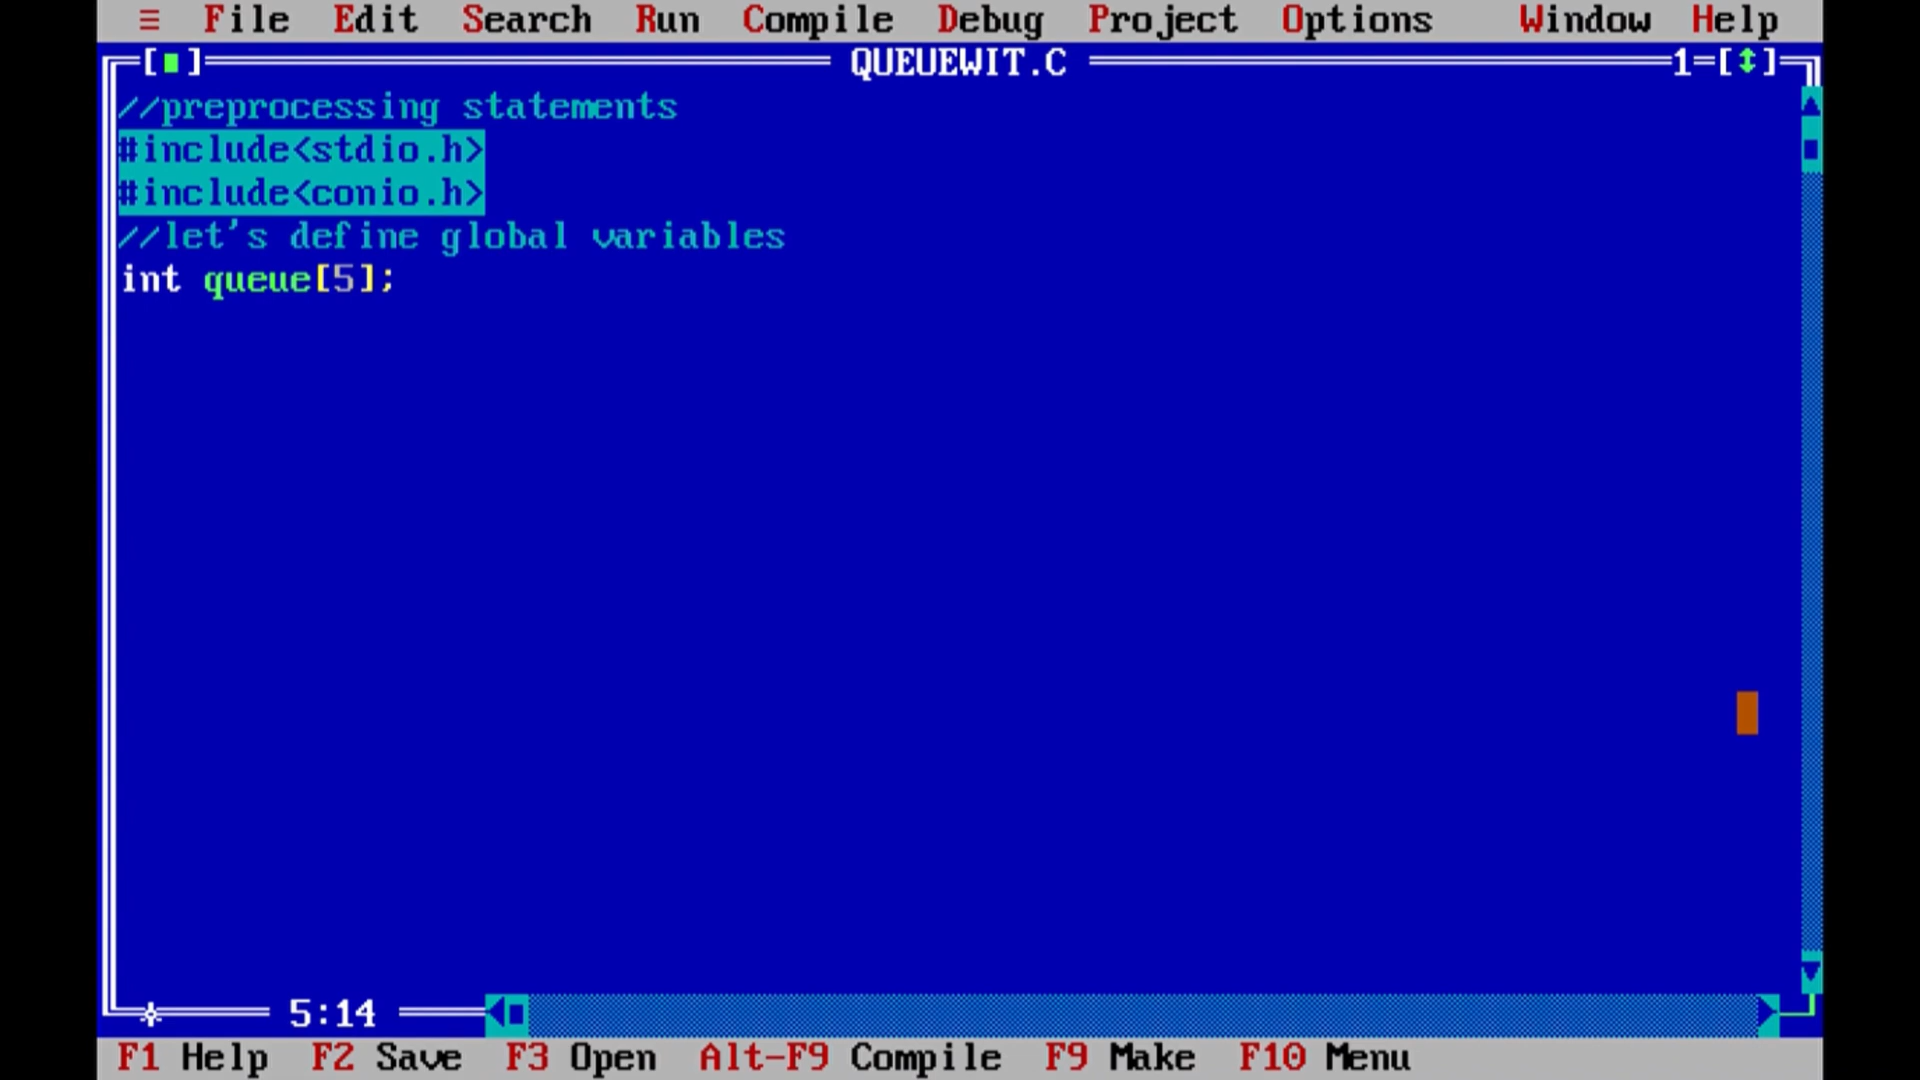 ≡ File Edit Search Run Compile Debug Project Options Window Help
[■] QUEUEWIT.C 1=[↕]
//preprocessing statements
#include<stdio.h>
#include<conio.h>
//let's define global variables
int queue[5];
5:14
F1 Help F2 Save F3 Open Alt-F9 Compile F9 Make F10 Menu